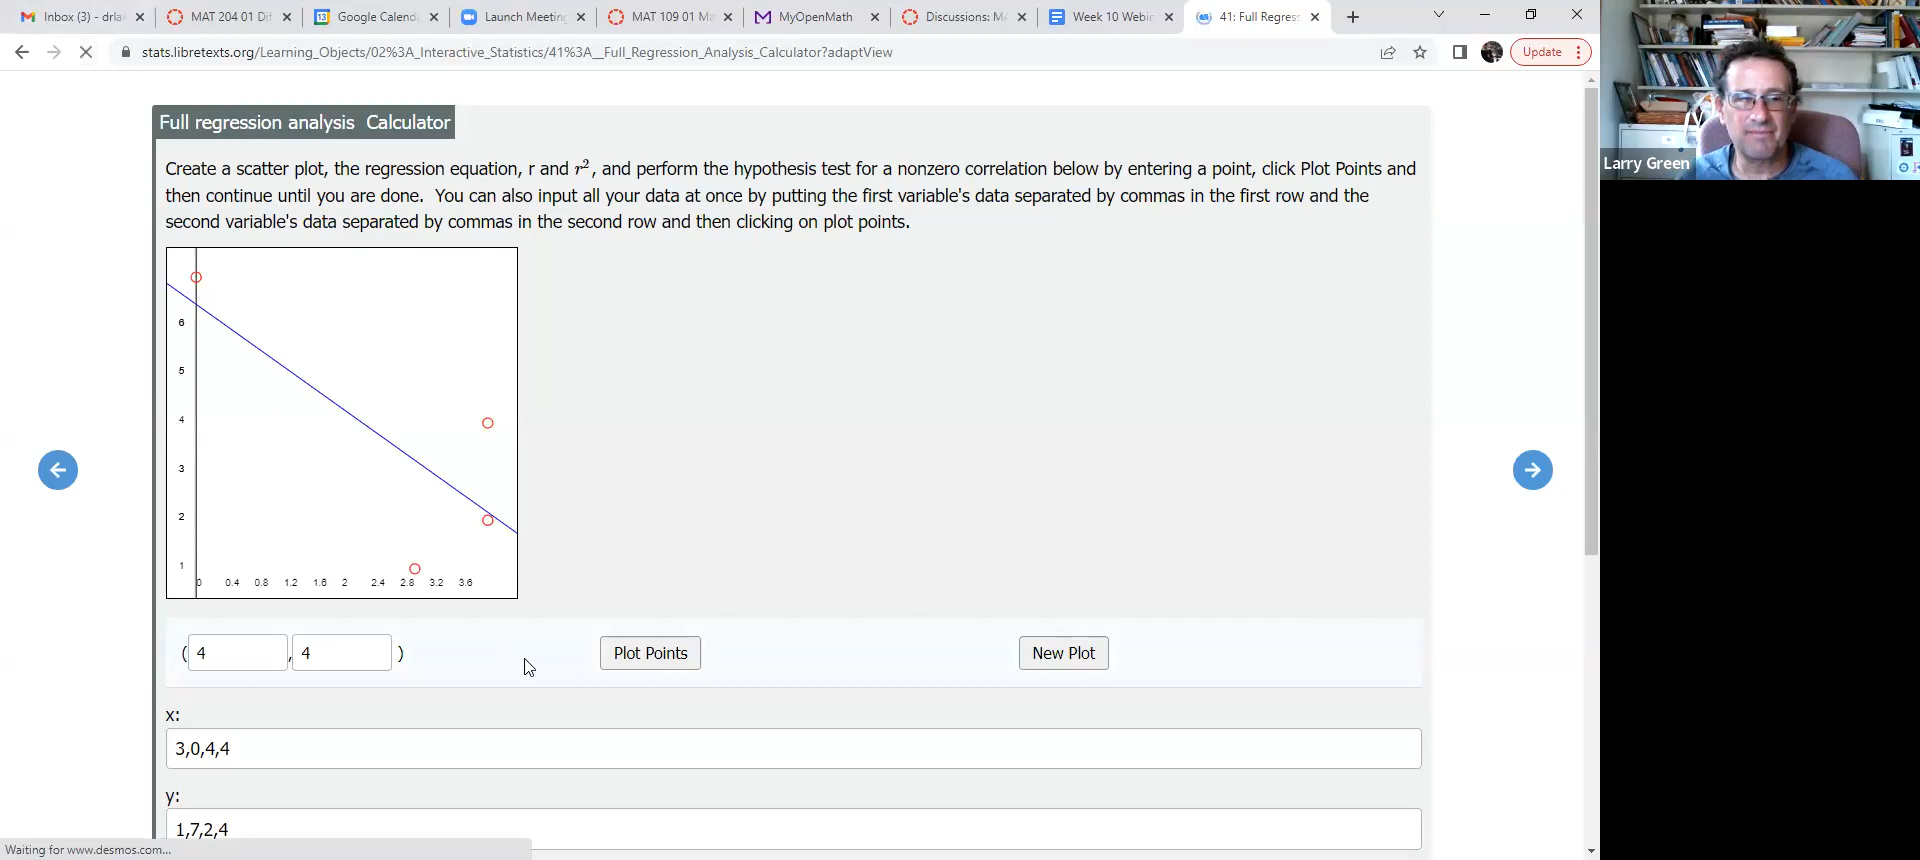 Inbox (3) - drla
MAT 204 01 Dif
Google Calenda
Launch Meeting
MAT 109 01 Ma
MyOpenMath
Discussions: M
Week 10 Webin
41: Full Regress
stats.libretexts.org/Learning_Objects/02%3A_Interactive_Statistics/41%3A__Full_Regression_Analysis_Calculator?adaptView
Update
Larry Green
Full regression analysis Calculator
Create a scatter plot, the regression equation, r and r², and perform the hypothesis test for a nonzero correlation below by entering a point, click Plot Points and
then continue until you are done. You can also input all your data at once by putting the first variable's data separated by commas in the first row and the
second variable's data separated by commas in the second row and then clicking on plot points.
6
5
4
3
2
1
0 0.4 0.8 1.2 1.6 2 2.4 2.8 3.2 3.6
( 4 , 4 )
Plot Points
New Plot
x:
3,0,4,4
y:
1,7,2,4
Waiting for www.desmos.com...